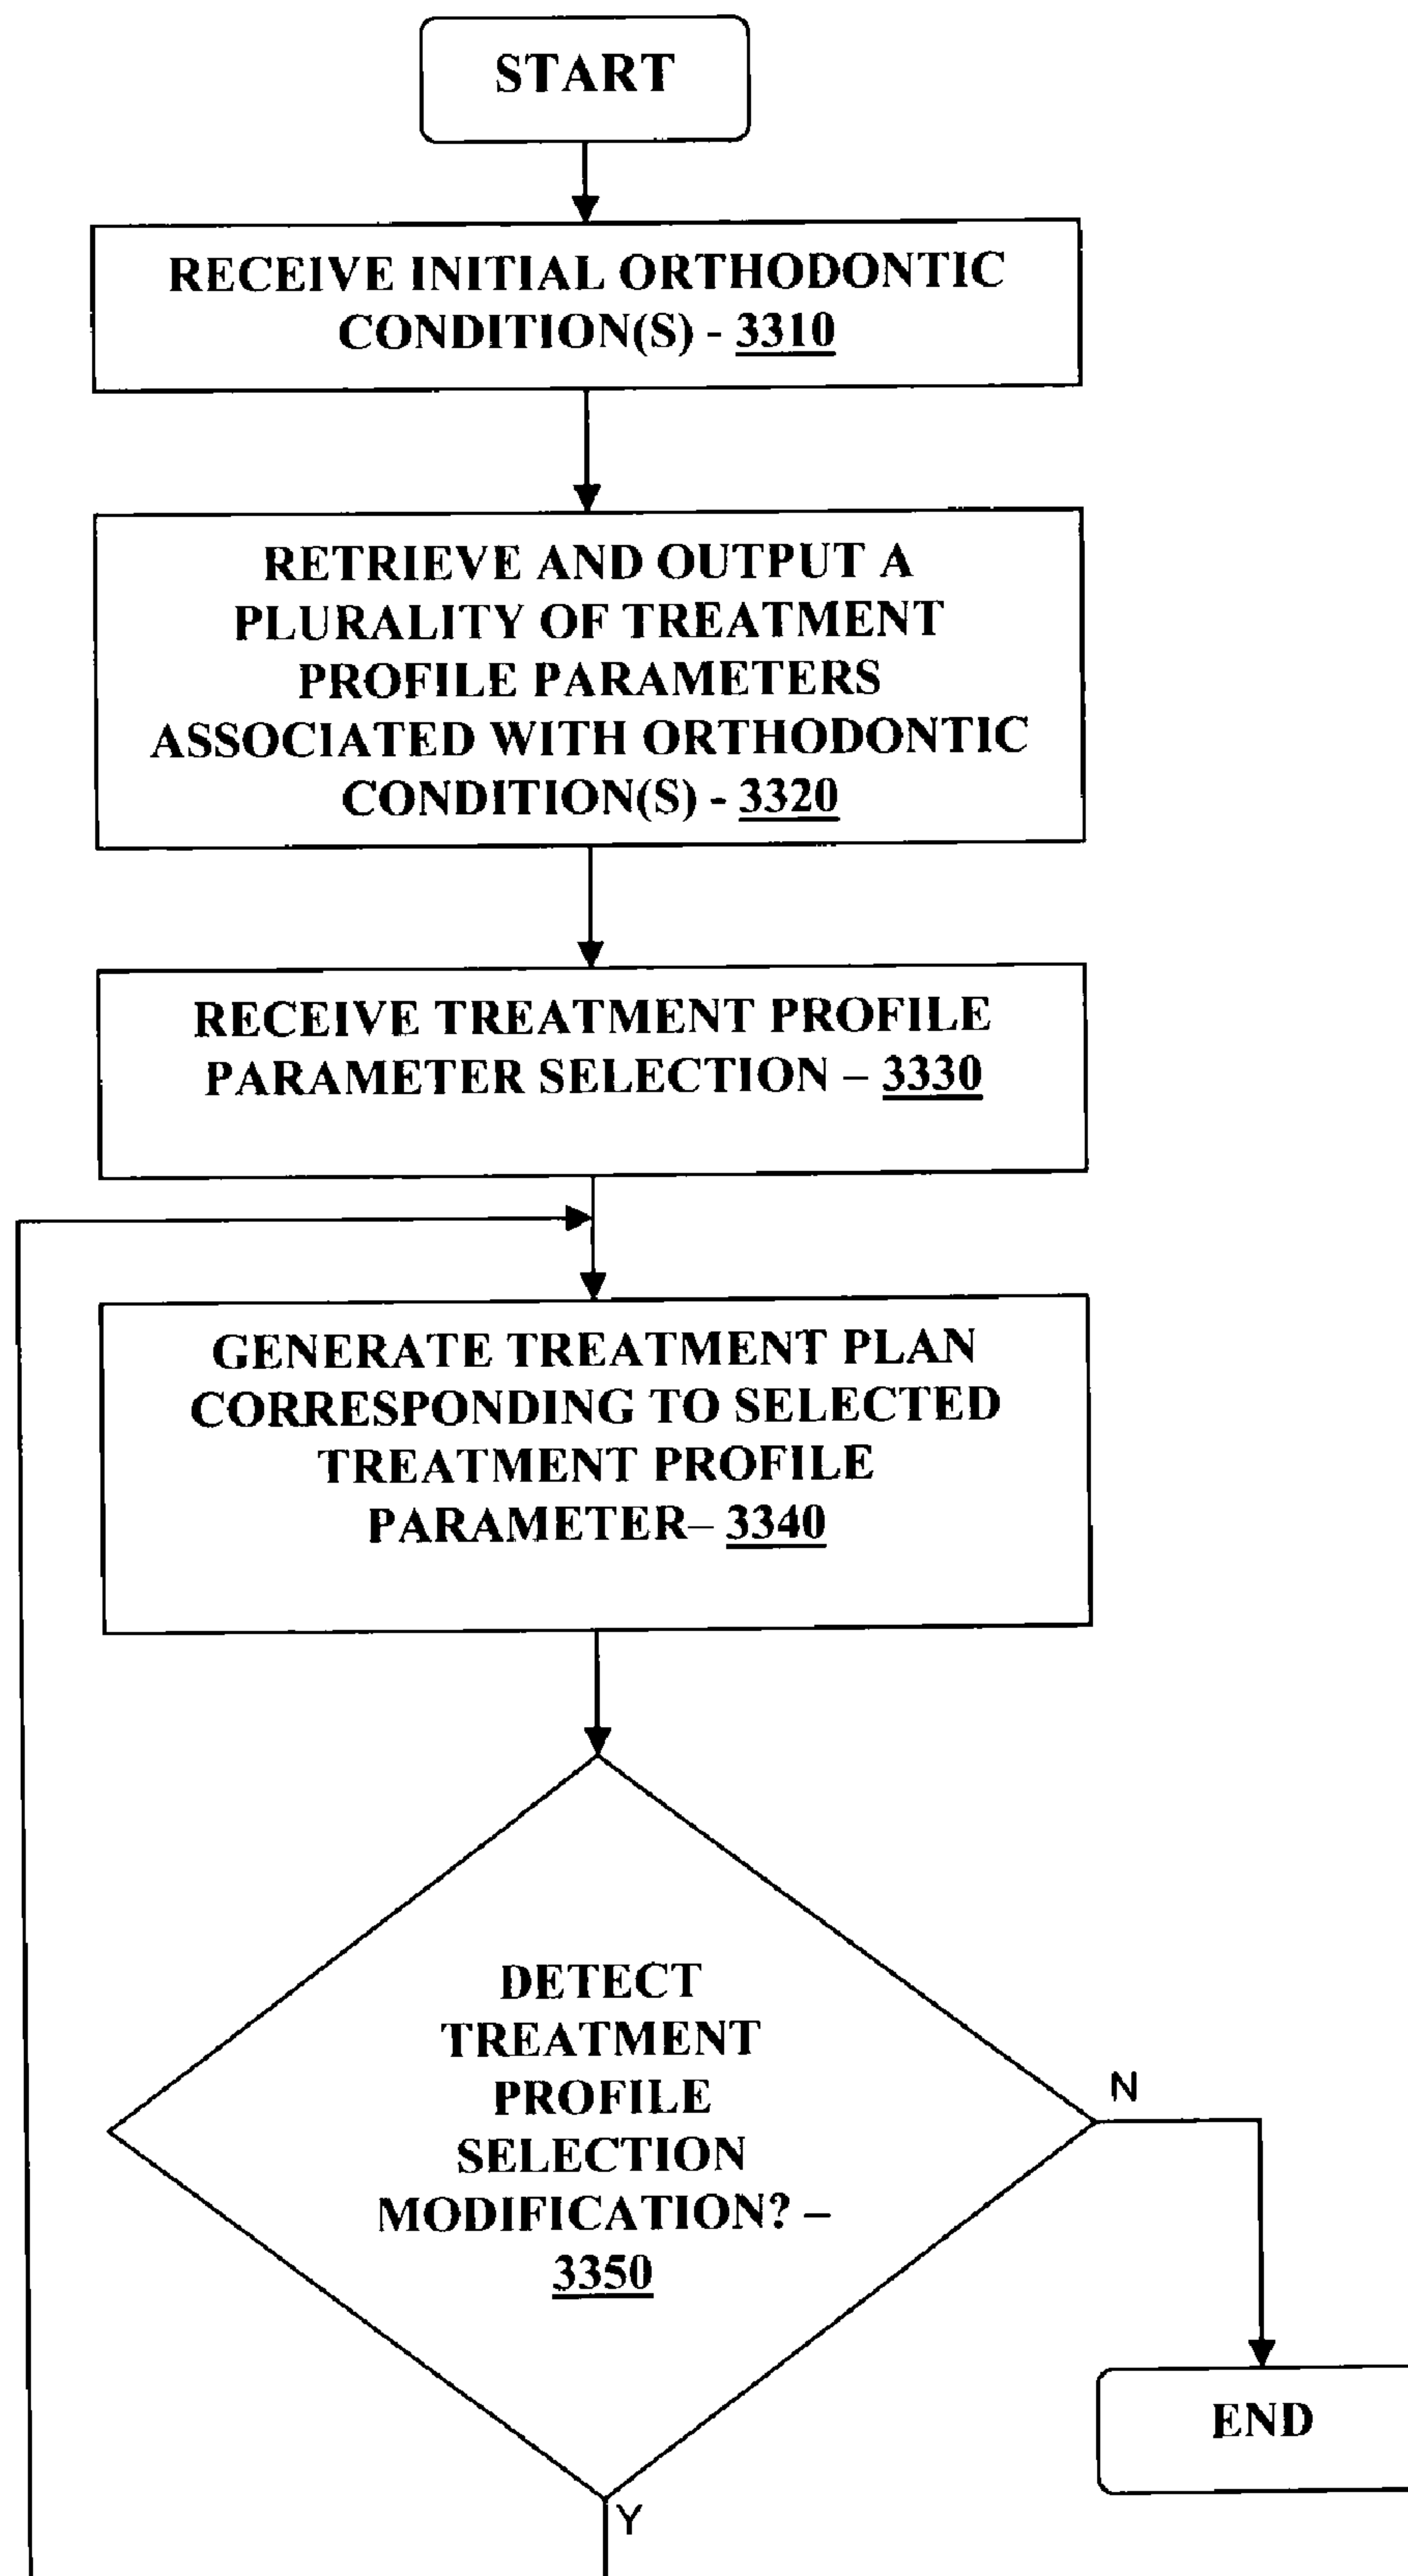 START
RECEIVE INITIAL ORTHODONTIC
CONDITION(S) - 3310
RETRIEVE AND OUTPUT A
PLURALITY OF TREATMENT
PROFILE PARAMETERS
ASSOCIATED WITH ORTHODONTIC
CONDITION(S) - 3320
RECEIVE TREATMENT PROFILE
PARAMETER SELECTION – 3330
GENERATE TREATMENT PLAN
CORRESPONDING TO SELECTED
TREATMENT PROFILE
PARAMETER– 3340
DETECT
TREATMENT
PROFILE
SELECTION
MODIFICATION? –
3350
N
END
Y